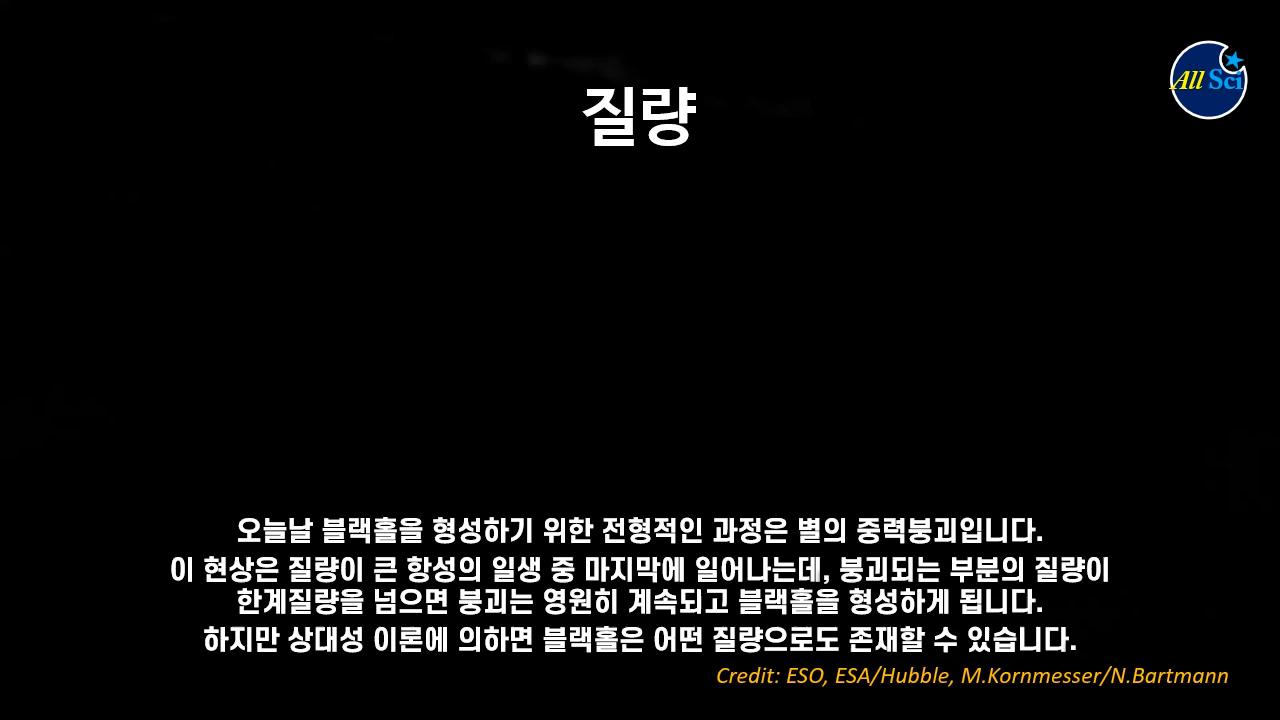 질량
All Sci
오늘날 블랙홀을 형성하기 위한 전형적인 과정은 별의 중력붕괴입니다.
이 현상은 질량이 큰 항성의 일생 중 마지막에 일어나는데, 붕괴되는 부분의 질량이
한계질량을 넘으면 붕괴는 영원히 계속되고 블랙홀을 형성하게 됩니다.
하지만 상대성 이론에 의하면 블랙홀은 어떤 질량으로도 존재할 수 있습니다.
Credit: ESO, ESA/Hubble, M.Kornmesser/N.Bartmann